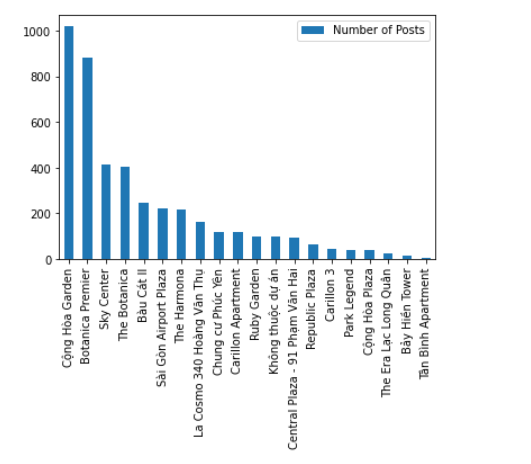 Number of Posts
1000
800
600
400
200
0
Cộng Hòa Garden
Botanica Premier
Sky Center
The Botanica
Bàu Cát II
Sài Gòn Airport Plaza
The Harmona
La Cosmo 340 Hoàng Văn Thụ
Chung cư Phúc Yên
Carillon Apartment
Ruby Garden
Không thuộc dự án
Central Plaza - 91 Phạm Văn Hai
Republic Plaza
Carillon 3
Park Legend
Cộng Hòa Plaza
The Era Lạc Long Quân
Bảy Hiền Tower
Tân Bình Apartment